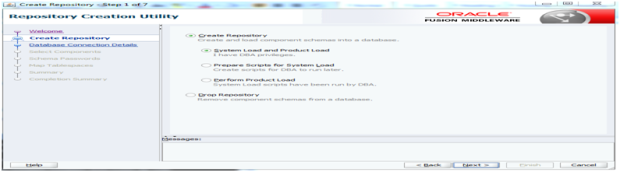 Create Repository - Step 1 of 7
Repository Creation Utility
ORACLE
FUSION MIDDLEWARE
Welcome
Create Repository
Database Connection Details
Select Components
Schema Passwords
Map Tablespaces
Summary
Completion Summary
Create Repository
Create and load component schemas into a database.
System Load and Product Load
I have DBA privileges.
Prepare Scripts for System Load
Create scripts for DBA to run later.
Perform Product Load
System Load scripts have been run by DBA.
Drop Repository
Remove component schemas from a database.
Messages:
Help
< Back
Next >
Finish
Cancel